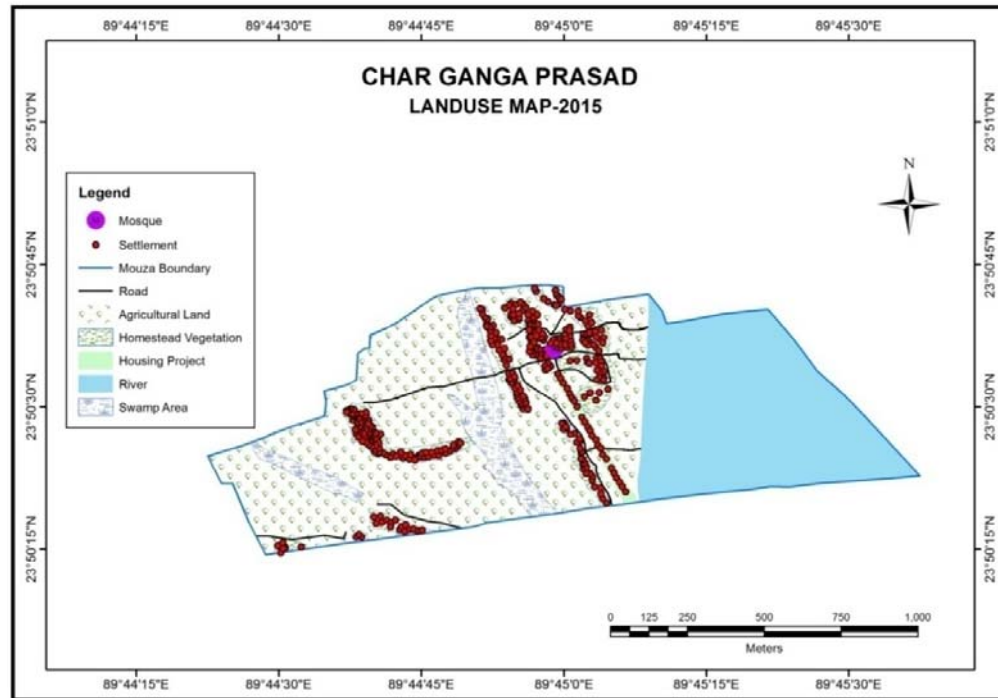 89°44'15"E 89°44'30"E 89°44'45"E 89°45'0"E 89°45'15"E 89°45'30"E
CHAR GANGA PRASAD
LANDUSE MAP-2015
23°51'0"N 23°51'0"N
N
Legend
Mosque
Settlement
Mouza Boundary
Road
Agricultural Land
Homestead Vegetation
Housing Project
River
Swamp Area
23°50'45"N 23°50'45"N
23°50'30"N 23°50'30"N
23°50'15"N 23°50'15"N
0 125 250 500 750 1,000
Meters
89°44'15"E 89°44'30"E 89°44'45"E 89°45'0"E 89°45'15"E 89°45'30"E